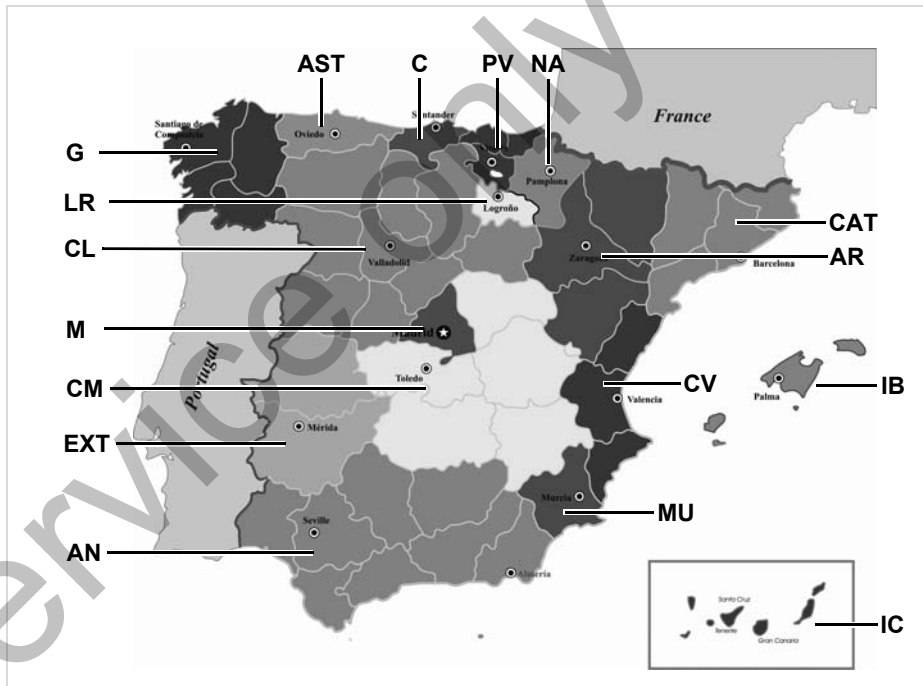 AST C PV NA
France
Santander
Santiago de
Compostela
Oviedo
G
Pamplona
LR
Logroño
CAT
CL
Valladolid
Zaragoza
AR
Barcelona
M
Madrid
Portugal
CM
Toledo
CV
Valencia
Palma
IB
EXT
Mérida
Murcia
MU
Seville
AN
Almería
Santa Cruz
Tenerife
Gran Canaria
IC
Service only